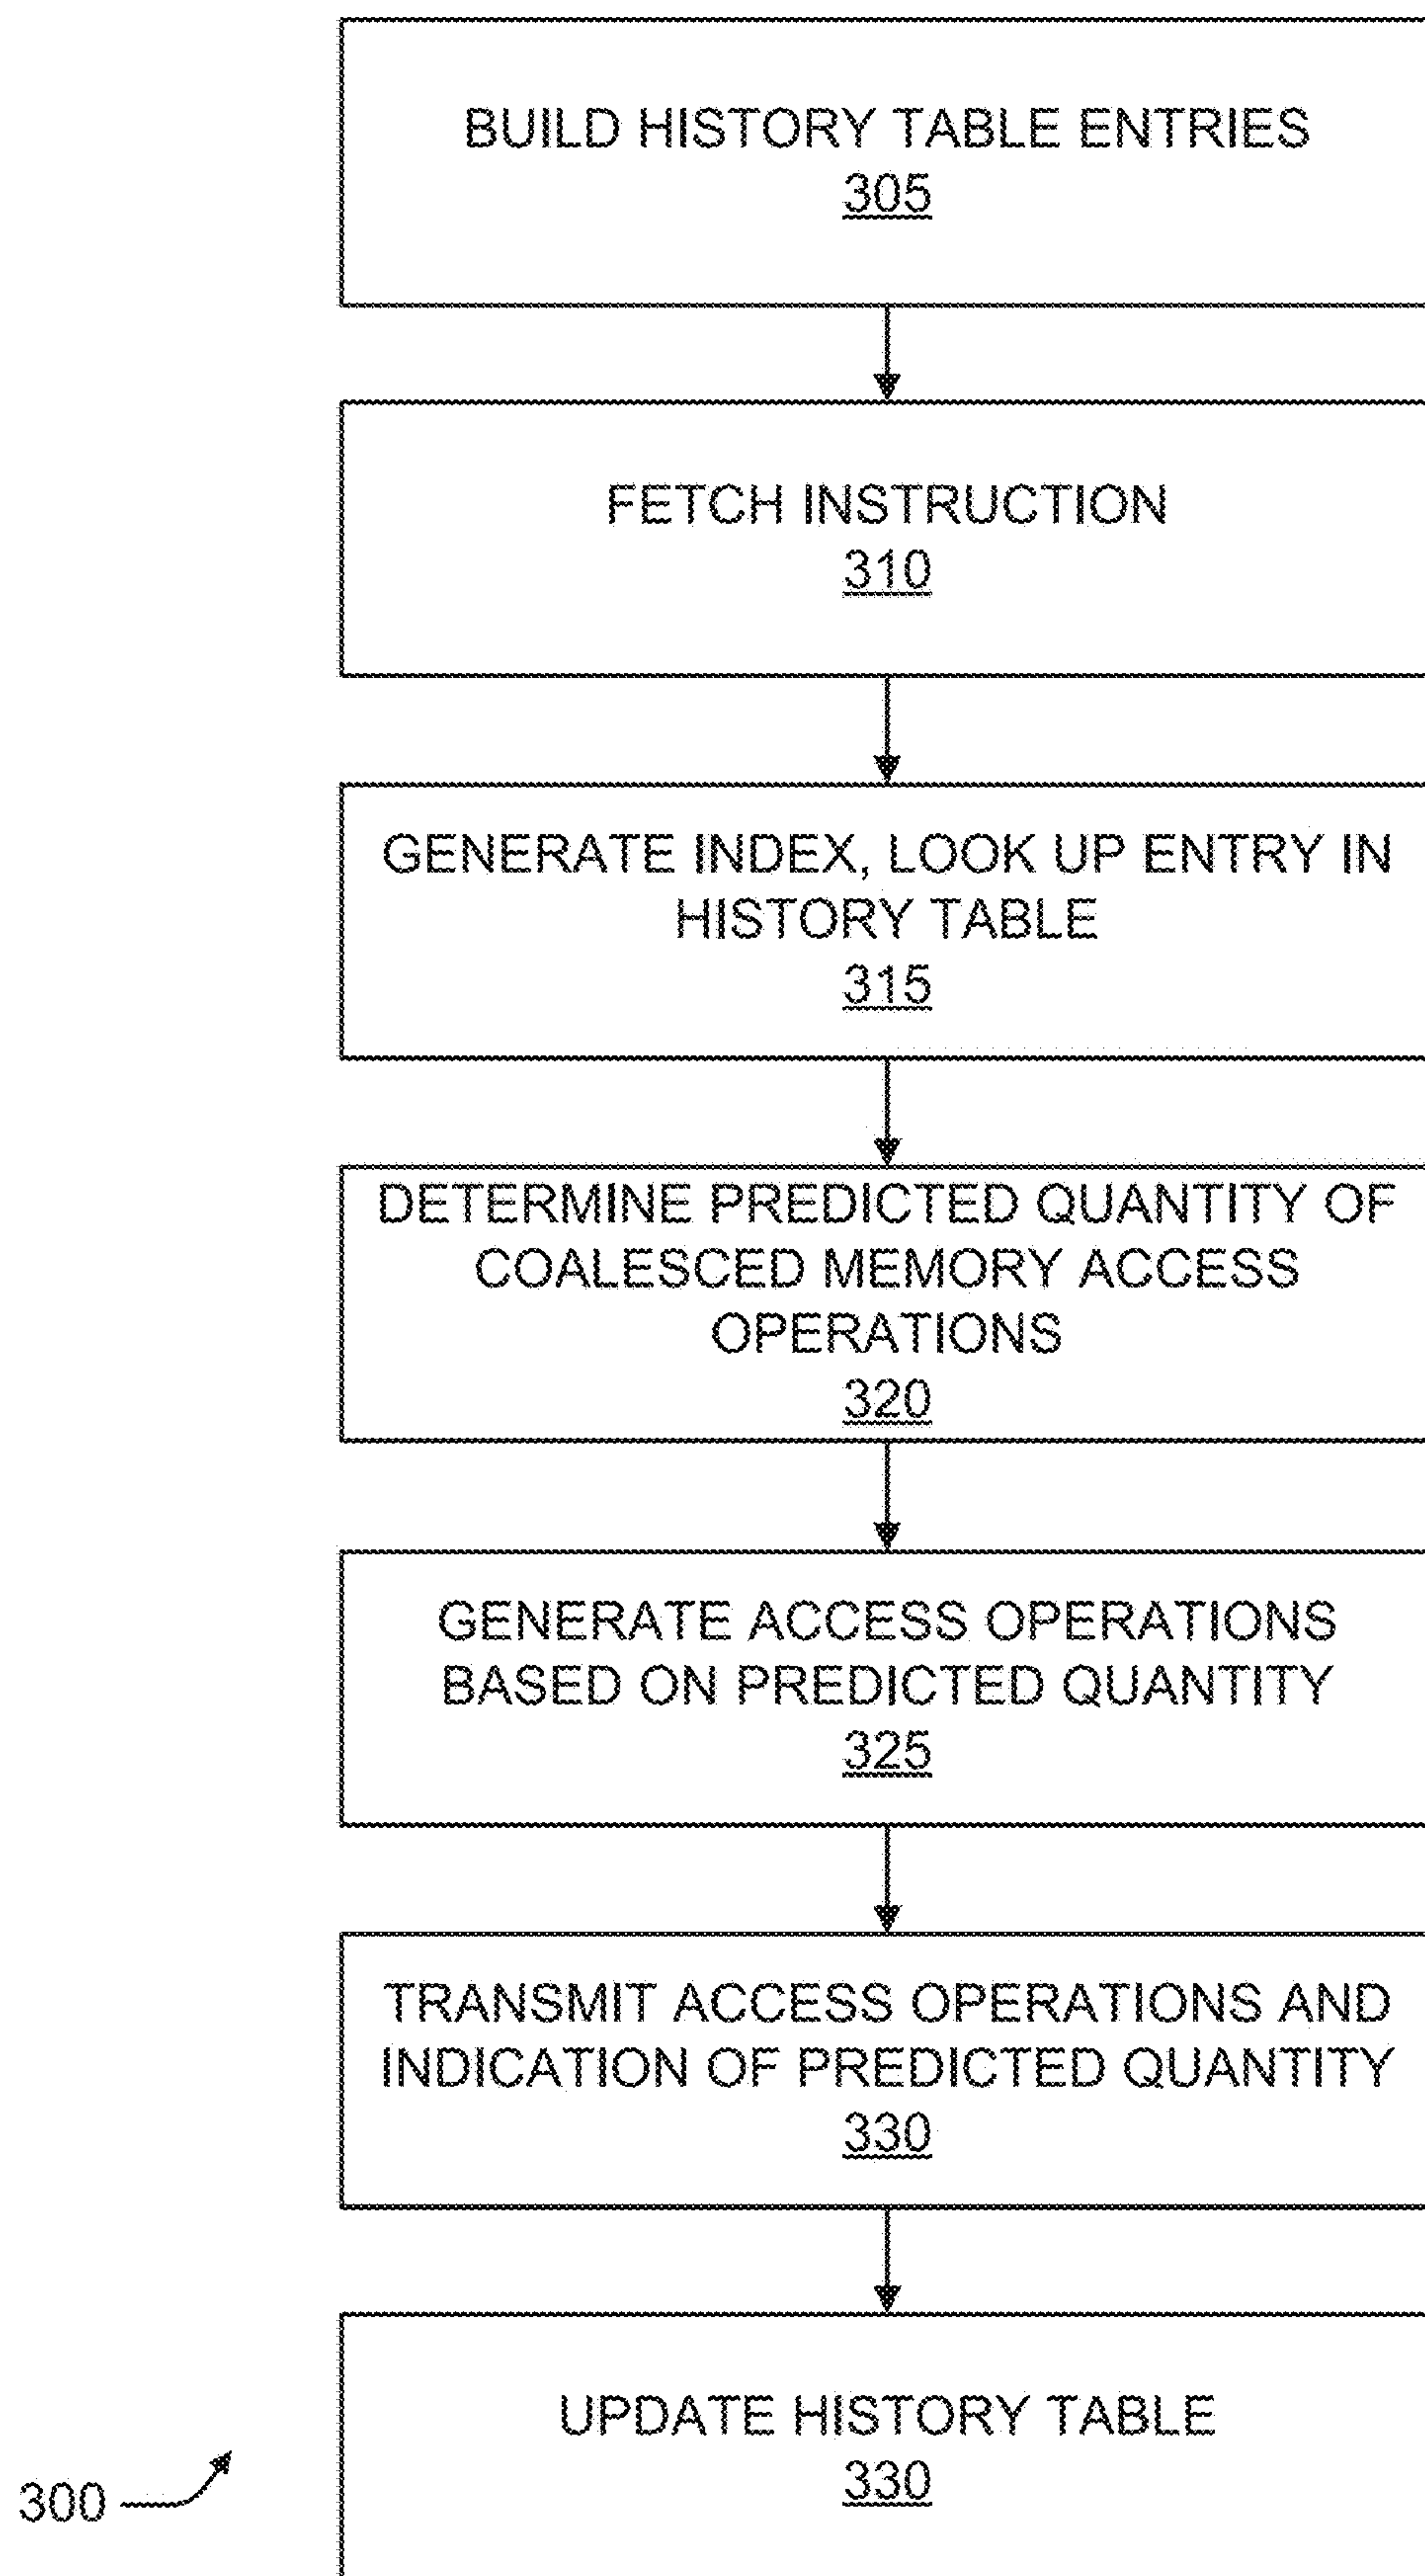 BUILD HISTORY TABLE ENTRIES
305
FETCH INSTRUCTION
310
GENERATE INDEX, LOOK UP ENTRY IN
HISTORY TABLE
315
DETERMINE PREDICTED QUANTITY OF
COALESCED MEMORY ACCESS
OPERATIONS
320
GENERATE ACCESS OPERATIONS
BASED ON PREDICTED QUANTITY
325
TRANSMIT ACCESS OPERATIONS AND
INDICATION OF PREDICTED QUANTITY
330
UPDATE HISTORY TABLE
330
300